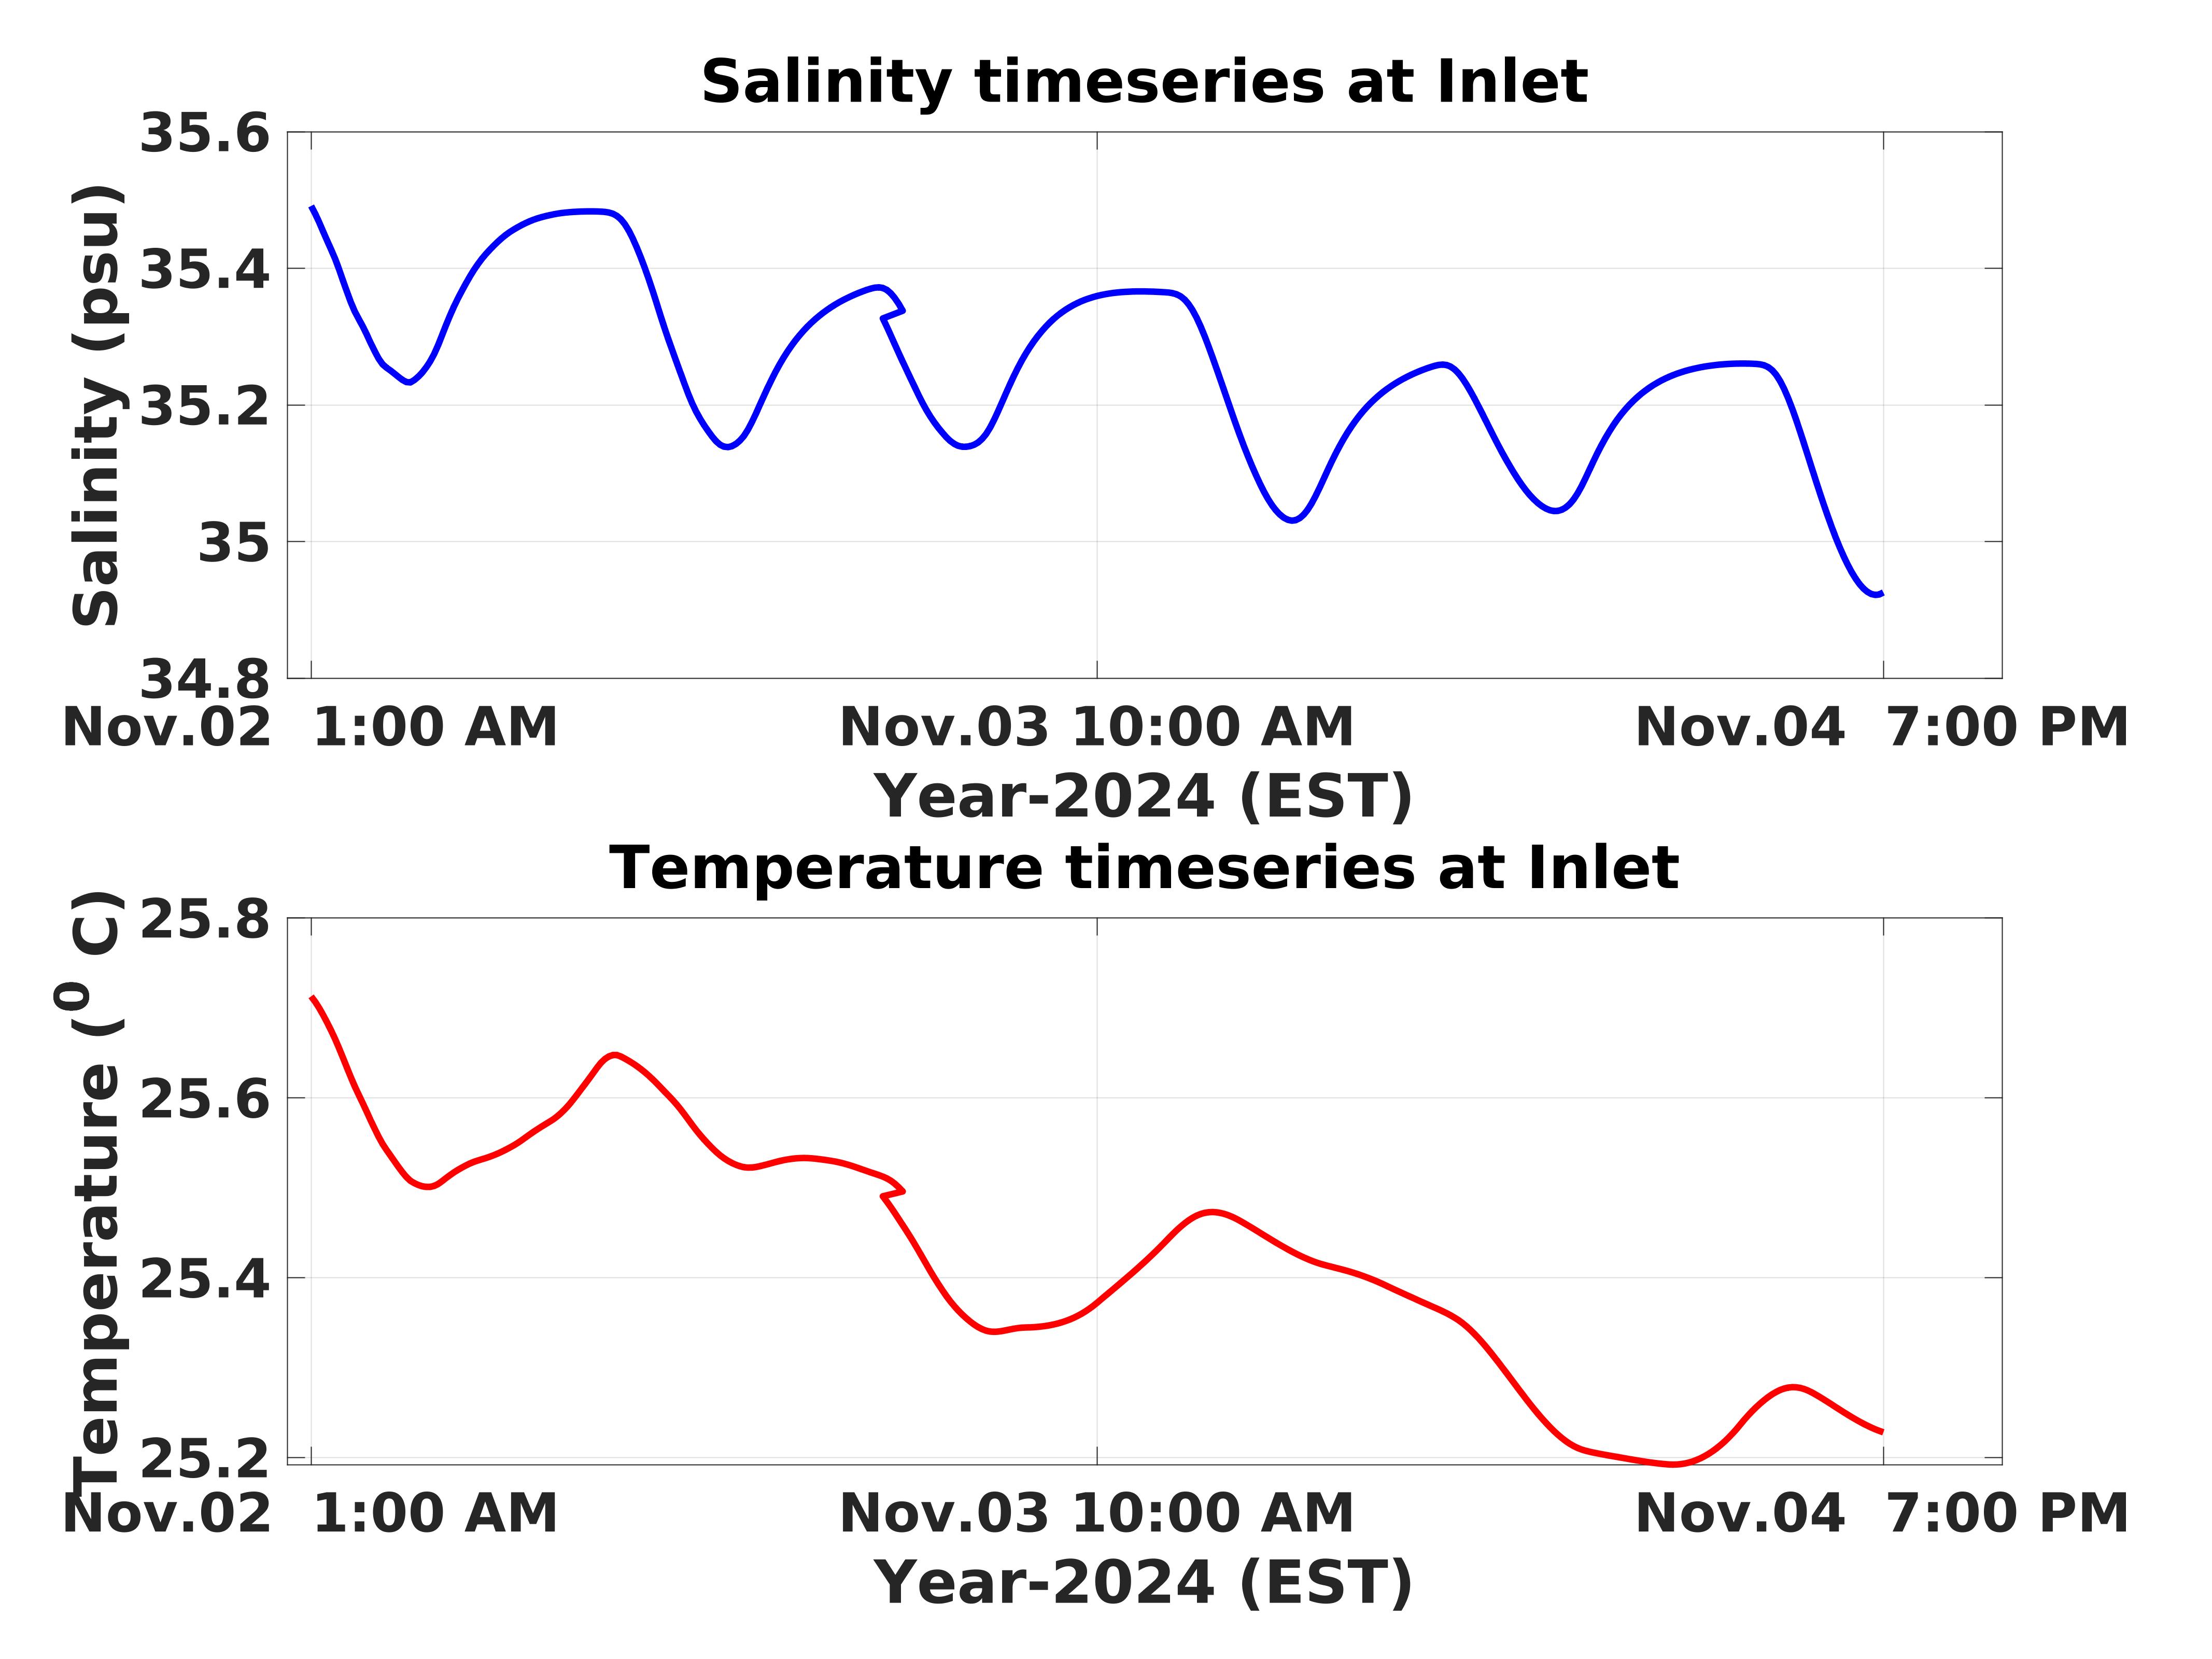 Salinity timeseries at Inlet
35.6
35.4
35.2
35
34.8
Salinity (psu)
Nov.02 1:00 AM
Nov.03 10:00 AM
Nov.04 7:00 PM
Year-2024 (EST)
Temperature timeseries at Inlet
25.8
25.6
25.4
25.2
Temperature (⁰ C)
Nov.02 1:00 AM
Nov.03 10:00 AM
Nov.04 7:00 PM
Year-2024 (EST)